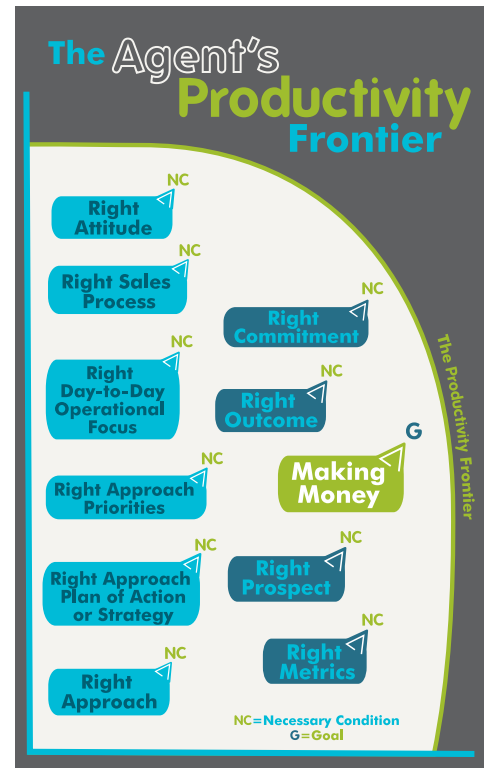 The Agent's
Productivity
Frontier
NC
Right
Attitude
NC
Right Sales
Process
NC
Right
Commitment
NC
Right
Day-to-Day
Operational
Focus
NC
Right
Outcome
G
Making
Money
The Productivity Frontier
NC
Right Approach
Priorities
NC
Right Approach
Plan of Action
or Strategy
NC
Right
Prospect
NC
Right
Metrics
NC
Right
Approach
NC=Necessary Condition
G=Goal